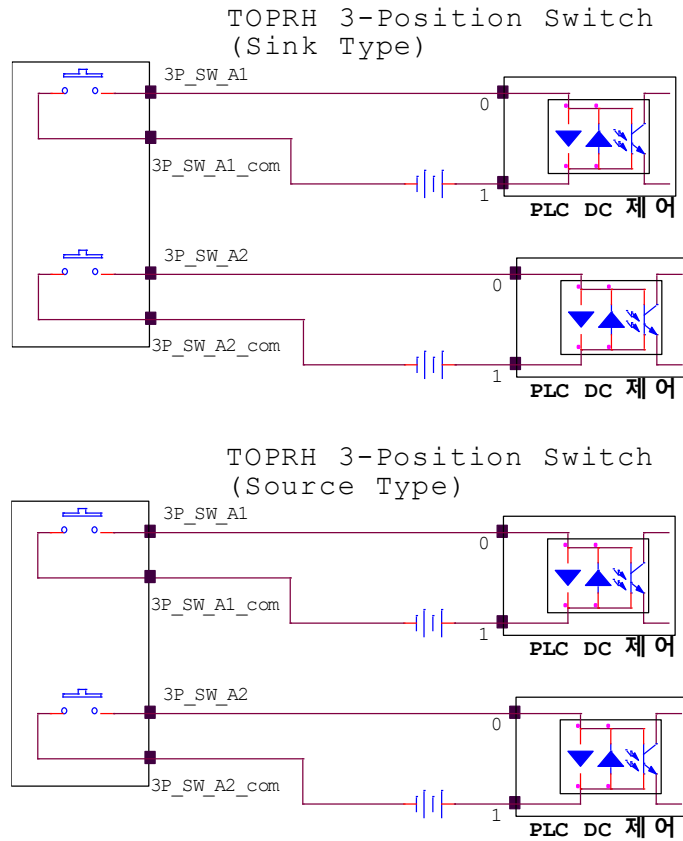 TOPRH 3-Position Switch
(Sink Type)
3P_SW_A1
0
3P_SW_A1_com
1
PLC DC 제어
3P_SW_A2
0
3P_SW_A2_com
1
PLC DC 제어
TOPRH 3-Position Switch
(Source Type)
3P_SW_A1
0
3P_SW_A1_com
1
PLC DC 제어
3P_SW_A2
0
3P_SW_A2_com
1
PLC DC 제어